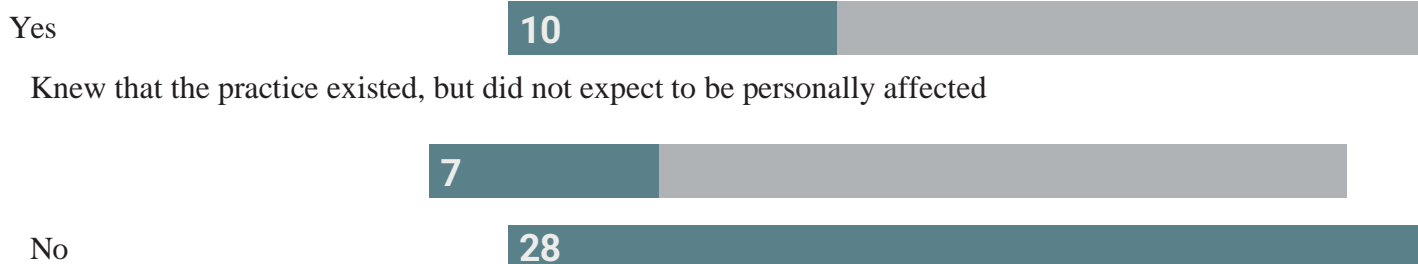 Yes 10
Knew that the practice existed, but did not expect to be personally affected
7
No 28